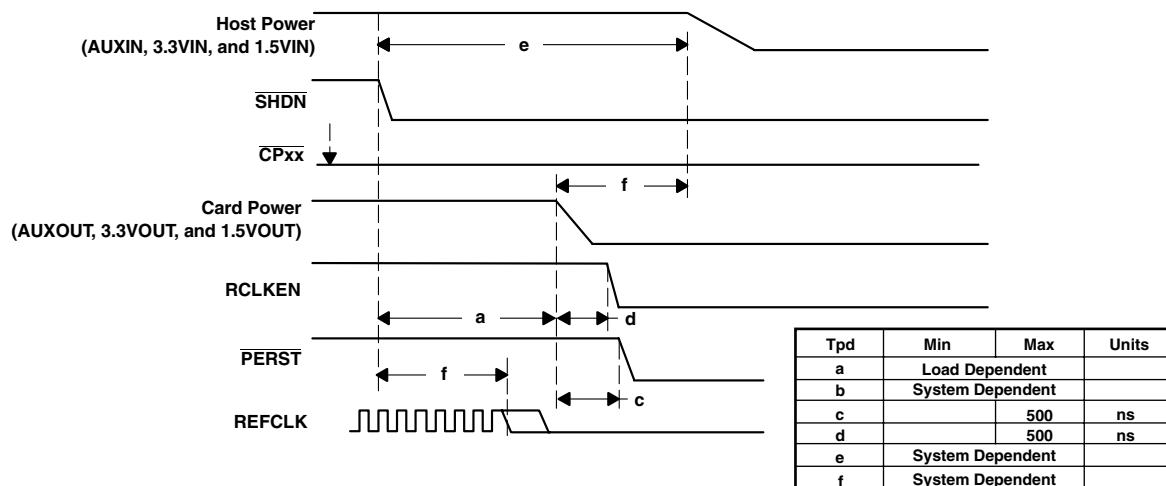 Host Power
(AUXIN, 3.3VIN, and 1.5VIN)
e
SHDN
CPxx
f
Card Power
(AUXOUT, 3.3VOUT, and 1.5VOUT)
RCLKEN
a
d
PERST
f
c
REFCLK
Tpd Min Max Units
a Load Dependent
b System Dependent
c 500 ns
d 500 ns
e System Dependent
f System Dependent